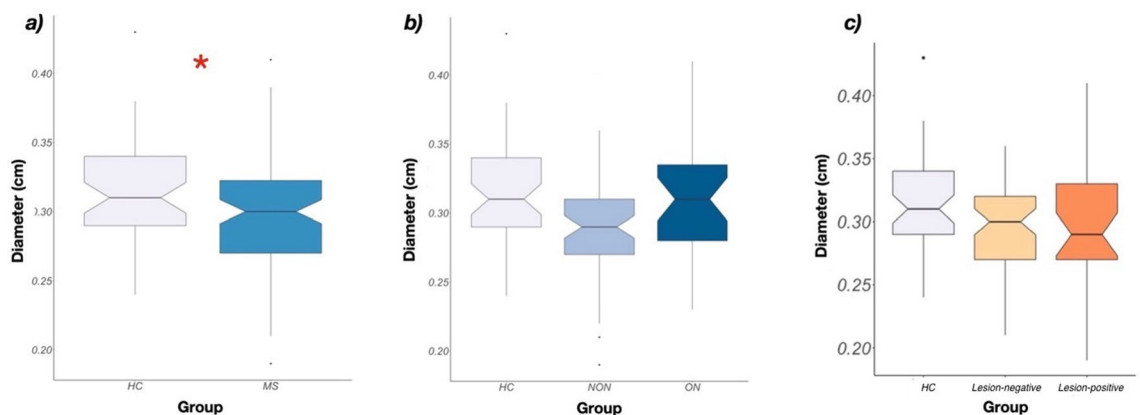 a)
*
Diameter (cm)
0.40
0.35
0.30
0.25
0.20
HC MS
Group
b)
Diameter (cm)
0.40
0.35
0.30
0.25
0.20
HC NON ON
Group
c)
Diameter (cm)
0.40
0.35
0.30
0.25
0.20
HC Lesion-negative Lesion-positive
Group